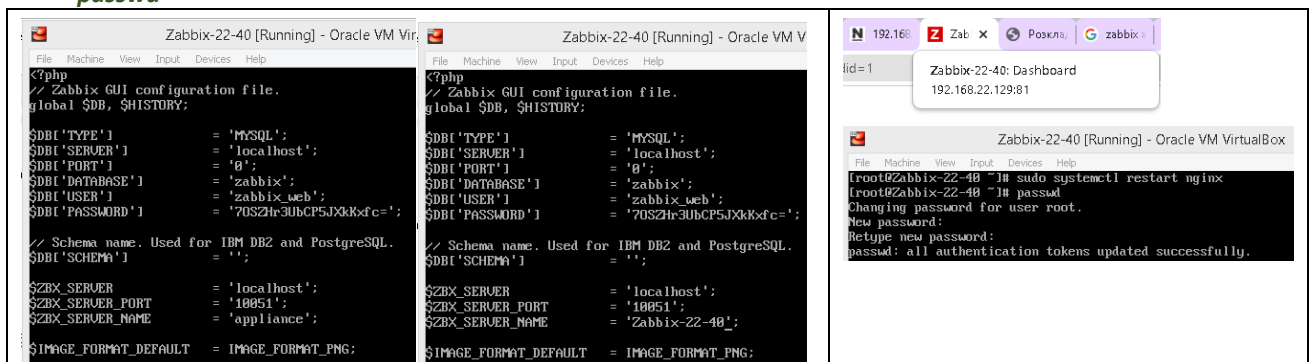 passwd
Zabbix-22-40 [Running] - Oracle VM Vir
File Machine View Input Devices Help
<?php
// Zabbix GUI configuration file.
global $DB, $HISTORY;
$DB['TYPE'] = 'MYSQL';
$DB['SERVER'] = 'localhost';
$DB['PORT'] = '0';
$DB['DATABASE'] = 'zabbix';
$DB['USER'] = 'zabbix_web';
$DB['PASSWORD'] = '7OSZHr3UbCP5JXkKxfc=';
// Schema name. Used for IBM DB2 and PostgreSQL.
$DB['SCHEMA'] = '';
$ZBX_SERVER = 'localhost';
$ZBX_SERVER_PORT = '10051';
$ZBX_SERVER_NAME = 'appliance';
$IMAGE_FORMAT_DEFAULT = IMAGE_FORMAT_PNG;
Zabbix-22-40 [Running] - Oracle VM V
File Machine View Input Devices Help
<?php
// Zabbix GUI configuration file.
global $DB, $HISTORY;
$DB['TYPE'] = 'MYSQL';
$DB['SERVER'] = 'localhost';
$DB['PORT'] = '0';
$DB['DATABASE'] = 'zabbix';
$DB['USER'] = 'zabbix_web';
$DB['PASSWORD'] = '7OSZHr3UbCP5JXkKxfc=';
// Schema name. Used for IBM DB2 and PostgreSQL.
$DB['SCHEMA'] = '';
$ZBX_SERVER = 'localhost';
$ZBX_SERVER_PORT = '10051';
$ZBX_SERVER_NAME = 'Zabbix-22-40';
$IMAGE_FORMAT_DEFAULT = IMAGE_FORMAT_PNG;
N 192.168 Z Zab × Розкла G zabbix
did=1
Zabbix-22-40: Dashboard
192.168.22.129:81
Zabbix-22-40 [Running] - Oracle VM VirtualBox
File Machine View Input Devices Help
[root@Zabbix-22-40 ~]# sudo systemctl restart nginx
[root@Zabbix-22-40 ~]# passwd
Changing password for user root.
New password:
Retype new password:
passwd: all authentication tokens updated successfully.